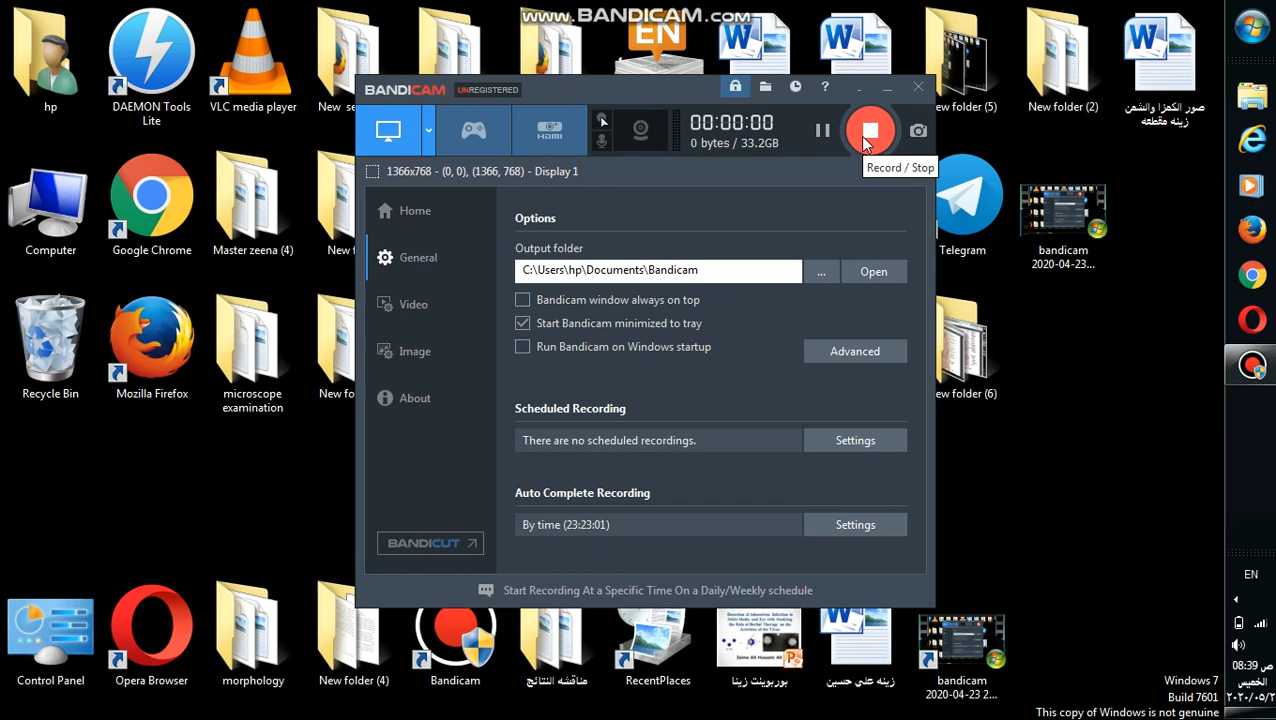 www.BANDICAM.com
EN
hp
DAEMON Tools
Lite
VLC media player
New folder (5)
New folder (2)
صور الكمزا والشمن
زينه مقطعه
BANDICAM UNREGISTERED
00:00:00
0 bytes / 33.2GB
HDMI
Record / Stop
1366x768 - (0, 0), (1366, 768) - Display 1
Home
General
Video
Image
About
BANDICUT
Options
Output folder
C:\Users\hp\Documents\Bandicam
...
Open
Bandicam window always on top
Start Bandicam minimized to tray
Run Bandicam on Windows startup
Advanced
Scheduled Recording
There are no scheduled recordings.
Settings
Auto Complete Recording
By time (23:23:01)
Settings
Start Recording At a Specific Time On a Daily/Weekly schedule
Computer
Google Chrome
Master zeena (4)
New f
Telegram
bandicam
2020-04-23...
Recycle Bin
Mozilla Firefox
microscope
examination
New fo
ew folder (6)
Control Panel
Opera Browser
morphology
New folder (4)
Bandicam
مناقشه النتائج
RecentPlaces
بوربوينت زينا
زينه علي حسين
bandicam
2020-04-23 2...
EN
08:39 ص
الخميس
Windows 7
Build 7601
This copy of Windows is not genuine